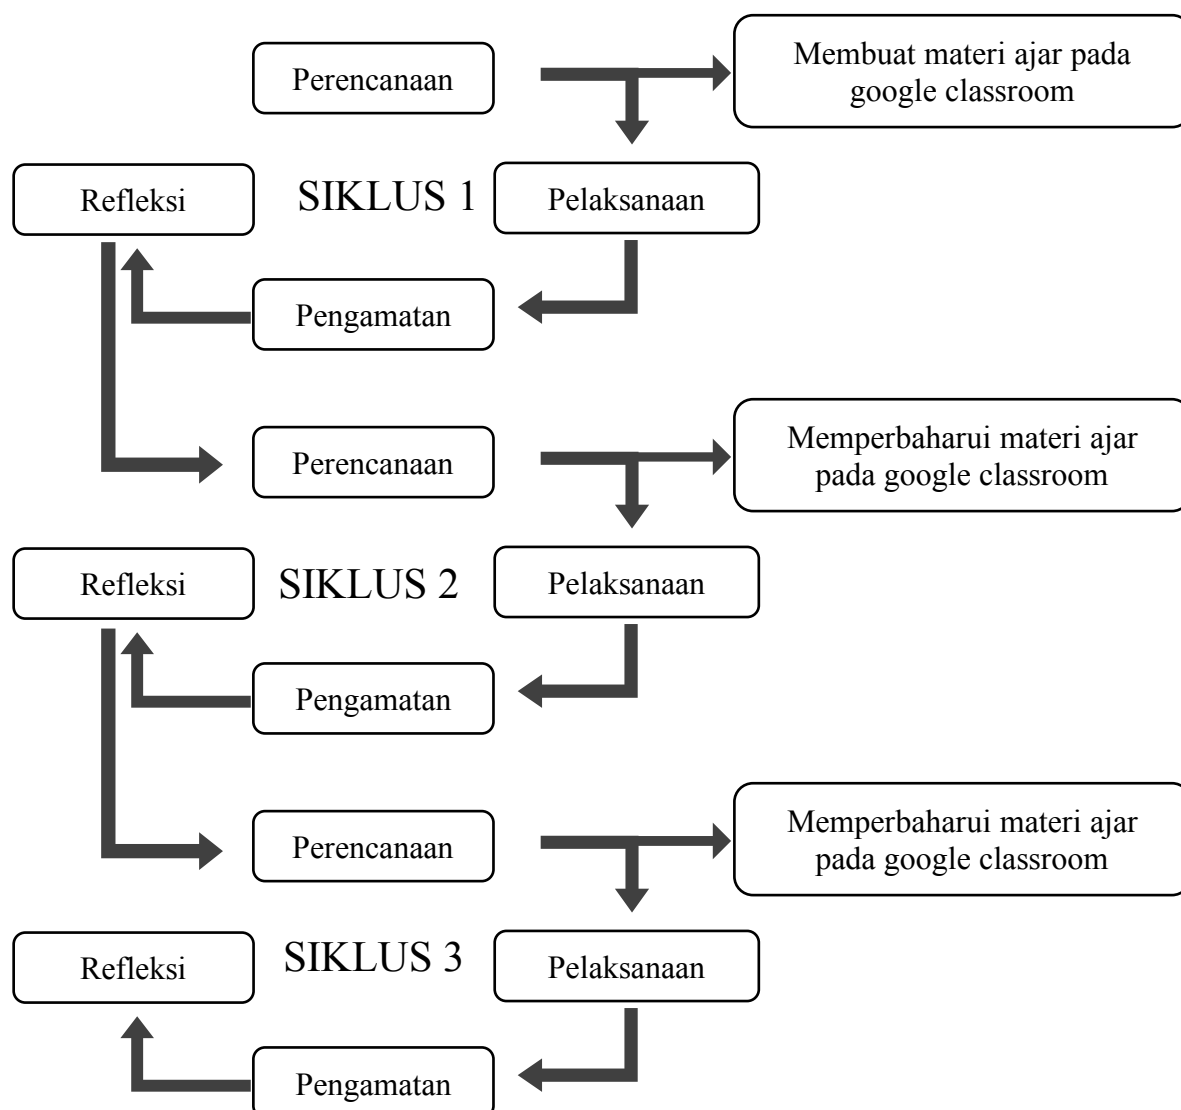 Perencanaan
Membuat materi ajar pada
google classroom
Refleksi
SIKLUS 1
Pelaksanaan
Pengamatan
Perencanaan
Memperbaharui materi ajar
pada google classroom
Refleksi
SIKLUS 2
Pelaksanaan
Pengamatan
Perencanaan
Memperbaharui materi ajar
pada google classroom
Refleksi
SIKLUS 3
Pelaksanaan
Pengamatan